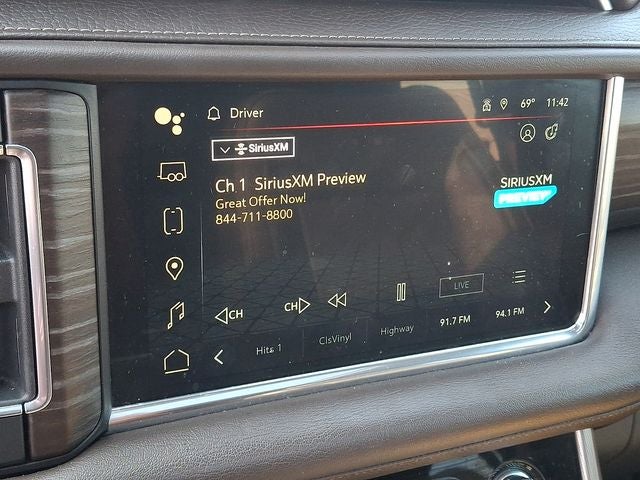 Driver
69° 11:42
SiriusXM
Ch 1 SiriusXM Preview
Great Offer Now!
844-711-8800
SIRIUSXM
PREVIEW
CH
CH
LIVE
Hits 1
ClsVinyl
Highway
91.7 FM
94.1 FM